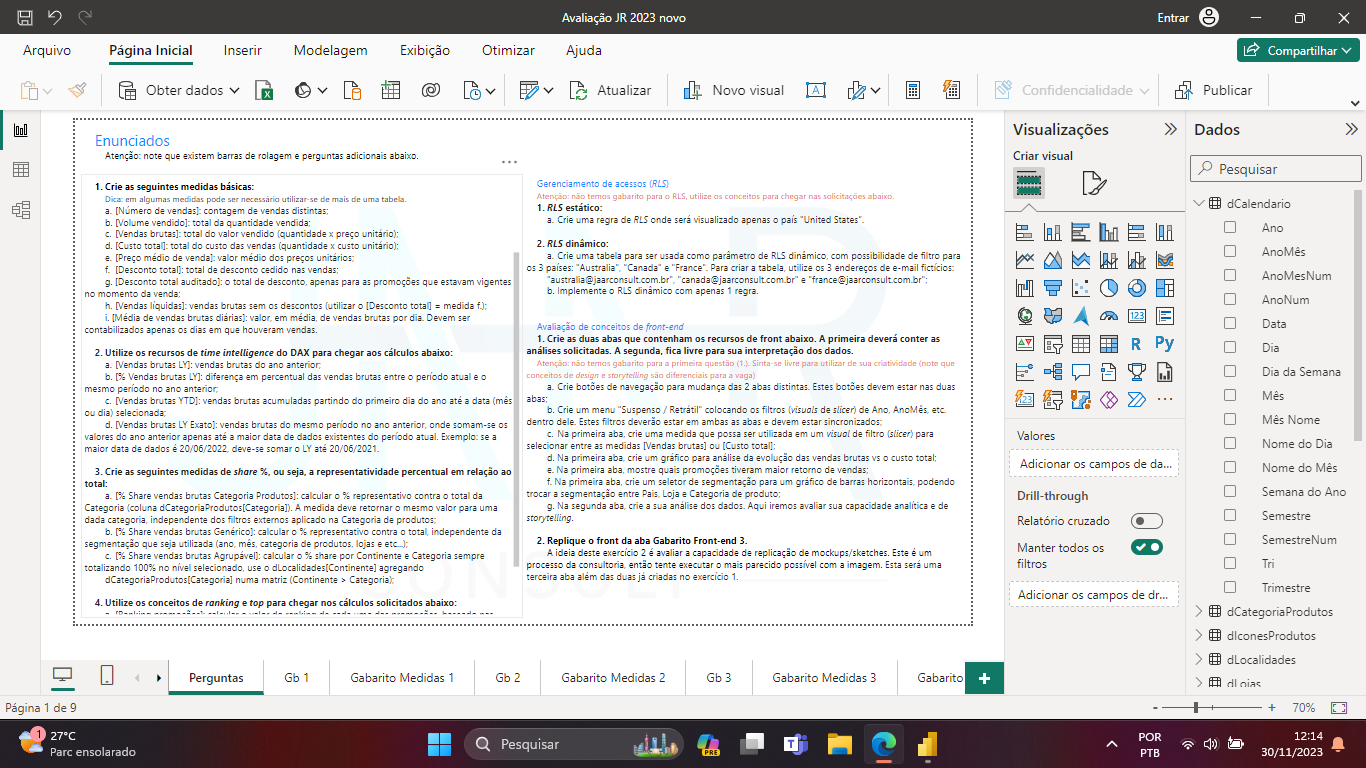 Avaliação JR 2023 novo
Entrar
Arquivo
Página Inicial
Inserir
Modelagem
Exibição
Otimizar
Ajuda
Compartilhar
Obter dados
Atualizar
Novo visual
Confidencialidade
Publicar
Enunciados
Atenção: note que existem barras de rolagem e perguntas adicionais abaixo.
1. Crie as seguintes medidas básicas:
Dica: em algumas medidas pode ser necessário utilizar-se de mais de uma tabela.
a. [Número de vendas]: contagem de vendas distintas;
b. [Volume vendido]: total da quantidade vendida;
c. [Vendas brutas]: total do valor vendido (quantidade x preço unitário);
d. [Custo total]: total do custo das vendas (quantidade x custo unitário);
e. [Preço médio de venda]: valor médio dos preços unitários;
f. [Desconto total]: total de desconto cedido nas vendas;
g. [Desconto total auditado]: o total de desconto, apenas para as promoções que estavam vigentes
no momento da venda;
h. [Vendas líquidas]: vendas brutas sem os descontos (utilizar o [Desconto total] = medida f.);
i. [Média de vendas brutas diárias]: valor, em média, de vendas brutas por dia. Devem ser
contabilizados apenas os dias em que houveram vendas.
2. Utilize os recursos de time intelligence do DAX para chegar aos cálculos abaixo:
a. [Vendas brutas LY]: vendas brutas do ano anterior;
b. [% Vendas brutas LY]: diferença em percentual das vendas brutas entre o período atual e o
mesmo período no ano anterior;
c. [Vendas brutas YTD]: vendas brutas acumuladas partindo do primeiro dia do ano até a data (mês
ou dia) selecionada;
d. [Vendas brutas LY Exato]: vendas brutas do mesmo período no ano anterior, onde somam-se os
valores do ano anterior apenas até a maior data de dados existentes do período atual. Exemplo: se a
maior data de dados é 20/06/2022, deve-se somar o LY até 20/06/2021.
3. Crie as seguintes medidas de share %, ou seja, a representatividade percentual em relação ao
total:
a. [% Share vendas brutas Categoria Produtos]: calcular o % representativo contra o total da
Categoria (coluna dCategoriaProdutos[Categoria]). A medida deve retornar o mesmo valor para uma
dada categoria, independente dos filtros externos aplicado na Categoria de produtos;
b. [% Share vendas brutas Genérico]: calcular o % representativo contra o total, independente da
segmentação que seja utilizada (ano, mês, categoria de produtos, lojas e etc...);
c. [% Share vendas brutas Agrupável]: calcular o % share por Continente e Categoria sempre
totalizando 100% no nível selecionado, use o dLocalidades[Continente] agregando
dCategoriaProdutos[Categoria] numa matriz (Continente > Categoria);
4. Utilize os conceitos de ranking e top para chegar nos cálculos solicitados abaixo:
Gerenciamento de acessos (RLS)
Atenção: não temos gabarito para o RLS, utilize os conceitos para chegar nas solicitações abaixo.
1. RLS estático:
a. Crie uma regra de RLS onde será visualizado apenas o país "United States".
2. RLS dinâmico:
a. Crie uma tabela para ser usada como parâmetro de RLS dinâmico, com possibilidade de filtro para
os 3 países: "Australia", "Canada" e "France". Para criar a tabela, utilize os 3 endereços de e-mail fictícios:
"australia@jaarconsult.com.br", "canada@jaarconsult.com.br" e "france@jaarconsult.com.br";
b. Implemente o RLS dinâmico com apenas 1 regra.
Avaliação de conceitos de front-end
1. Crie as duas abas que contenham os recursos de front abaixo. A primeira deverá conter as
análises solicitadas. A segunda, fica livre para sua interpretação dos dados.
Atenção: não temos gabarito para a primeira questão (1.). Sinta-se livre para utilizar de sua criatividade (note que
conceitos de design e storytelling são diferenciais para a vaga)
a. Crie botões de navegação para mudança das 2 abas distintas. Estes botões devem estar nas duas
abas;
b. Crie um menu "Suspenso / Retrátil" colocando os filtros (visuals de slicer) de Ano, AnoMês, etc.
dentro dele. Estes filtros deverão estar em ambas as abas e devem estar sincronizados;
c. Na primeira aba, crie uma medida que possa ser utilizada em um visual de filtro (slicer) para
selecionar entre as medidas [Vendas brutas] ou [Custo total];
d. Na primeira aba, crie um gráfico para análise da evolução das vendas brutas vs o custo total;
e. Na primeira aba, mostre quais promoções tiveram maior retorno de vendas;
f. Na primeira aba, crie um seletor de segmentação para um gráfico de barras horizontais, podendo
trocar a segmentação entre País, Loja e Categoria de produto;
g. Na segunda aba, crie a sua análise dos dados. Aqui iremos avaliar sua capacidade analítica e de
storytelling.
2. Replique o front da aba Gabarito Front-end 3.
A ideia deste exercício 2 é avaliar a capacidade de replicação de mockups/sketches. Este é um
processo da consultoria, então tente executar o mais parecido possível com a imagem. Esta será uma
terceira aba além das duas já criadas no exercício 1.
Visualizações
Criar visual
Valores
Adicionar os campos de da...
Drill-through
Relatório cruzado
Manter todos os
filtros
Adicionar os campos de dr...
Dados
Pesquisar
dCalendario
Ano
AnoMês
AnoMesNum
AnoNum
Data
Dia
Dia da Semana
Mês
Mês Nome
Nome do Dia
Nome do Mês
Semana do Ano
Semestre
SemestreNum
Tri
Trimestre
dCategoriaProdutos
dIconesProdutos
dLocalidades
dLojas
Perguntas
Gb 1
Gabarito Medidas 1
Gb 2
Gabarito Medidas 2
Gb 3
Gabarito Medidas 3
Gabarito
Página 1 de 9
70%
1
27°C
Parc ensolarado
Pesquisar
PRE
POR
PTB
12:14
30/11/2023